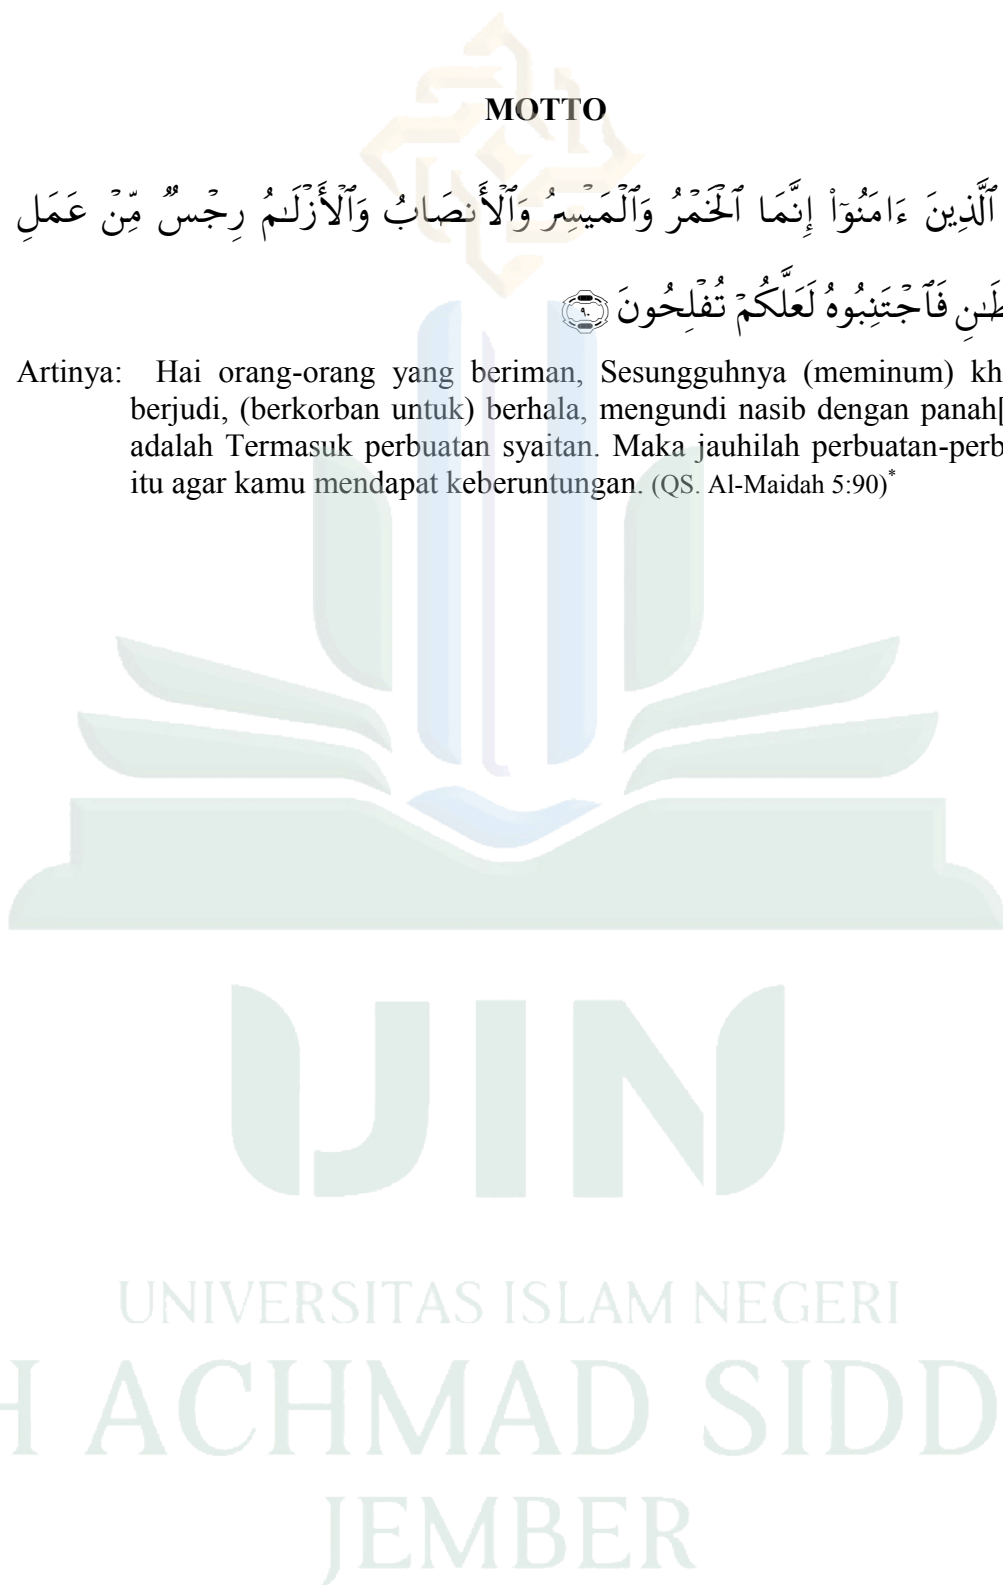 MOTTO
ٱلَّذِينَ ءَامَنُوٓاْ إِنَّمَا ٱلْخَمْرُ وَٱلْمَيْسِرُ وَٱلْأَنصَابُ وَٱلْأَزْلَٰمُ رِجْسٌ مِّنْ عَمَلِ
فَٱجْتَنِبُوهُ لَعَلَّكُمْ تُفْلِحُونَ ٩٠
Artinya: Hai orang-orang yang beriman, Sesungguhnya (meminum) kh
berjudi, (berkorban untuk) berhala, mengundi nasib dengan panah[
adalah Termasuk perbuatan syaitan. Maka jauhilah perbuatan-perb
itu agar kamu mendapat keberuntungan. (QS. Al-Maidah 5:90)*
UIN
UNIVERSITAS ISLAM NEGERI
H ACHMAD SIDD
JEMBER